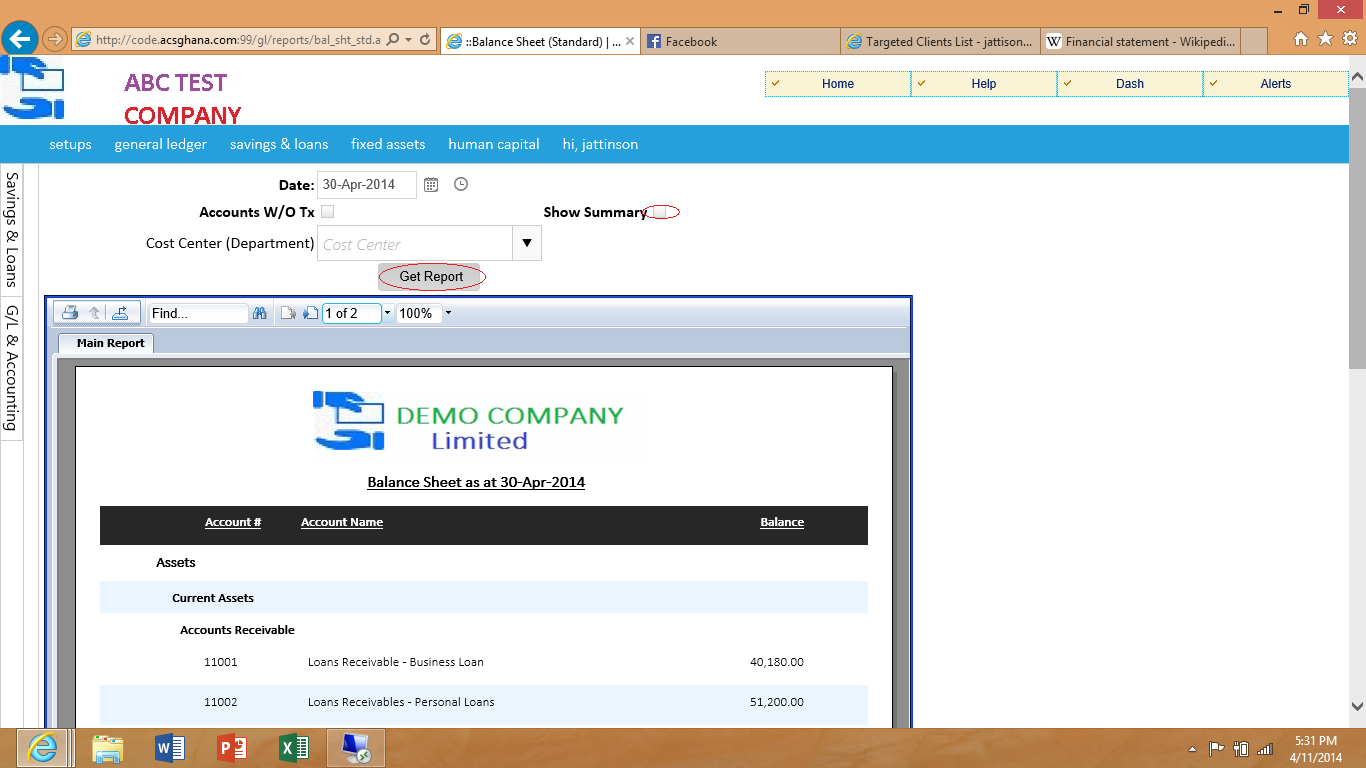 http://code.acsghana.com:99/gl/reports/bal_sht_std.a
::Balance Sheet (Standard) | ...
Facebook
Targeted Clients List - jattison...
W Financial statement - Wikipedi...
ABC TEST
COMPANY
Home
Help
Dash
Alerts
setups
general ledger
savings & loans
fixed assets
human capital
hi, jattinson
Savings & Loans
G/L & Accounting
Date: 30-Apr-2014
Accounts W/O Tx
Show Summary
Cost Center (Department) Cost Center
Get Report
Find...
1 of 2
100%
Main Report
DEMO COMPANY
Limited
Balance Sheet as at 30-Apr-2014
Account # Account Name Balance
Assets
Current Assets
Accounts Receivable
11001 Loans Receivable - Business Loan 40,180.00
11002 Loans Receivables - Personal Loans 51,200.00
5:31 PM
4/11/2014